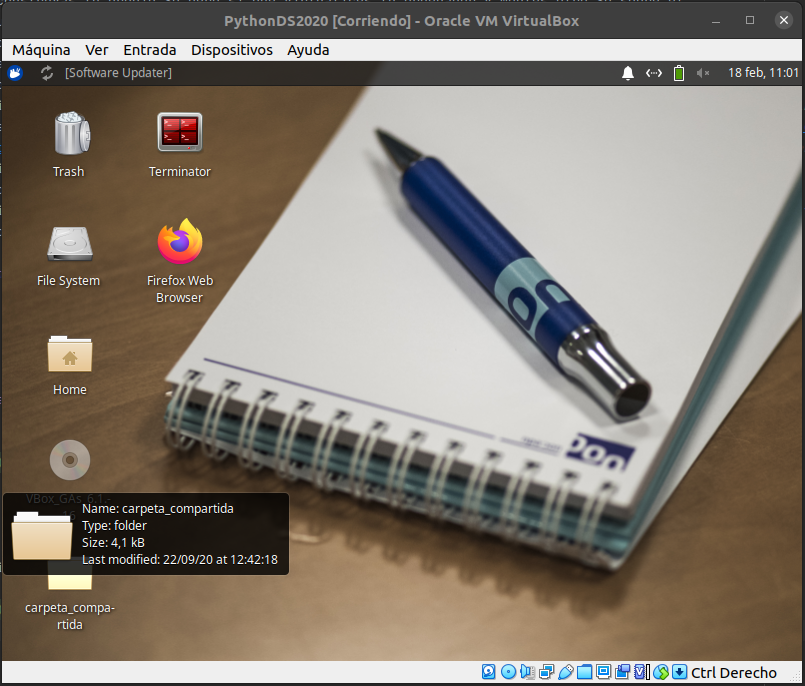 PythonDS2020 [Corriendo] - Oracle VM VirtualBox
Máquina Ver Entrada Dispositivos Ayuda
[Software Updater]
18 feb, 11:01
Trash
Terminator
File System
Firefox Web
Browser
Home
VBox_GAs_6.1.-
Name: carpeta_compartida
Type: folder
Size: 4,1 kB
Last modified: 22/09/20 at 12:42:18
carpeta_compa-
rtida
Ctrl Derecho